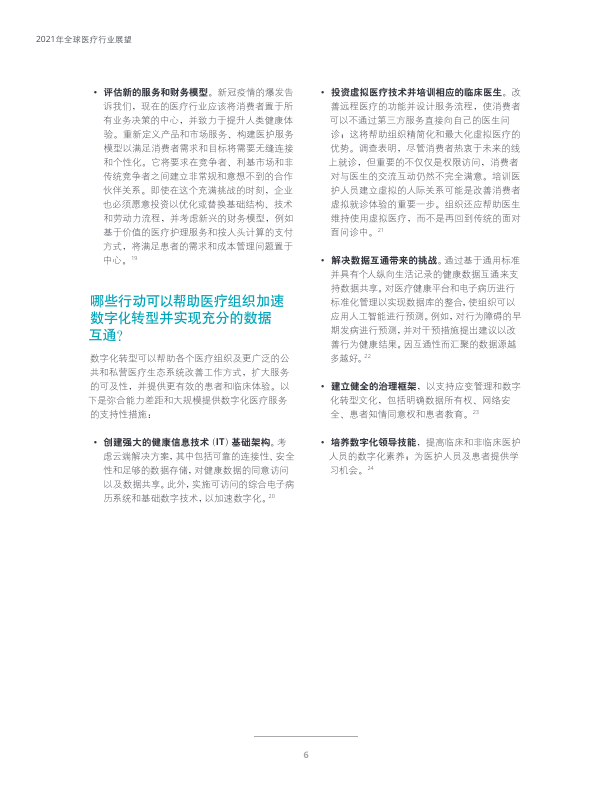 2021年全球医疗行业展望
• 评估新的服务和财务模型。新冠疫情的爆发告
诉我们，现在的医疗行业应该将消费者置于所
有业务决策的中心，并致力于提升人类健康体
验。重新定义产品和市场服务、构建医护服务
模型以满足消费者需求和目标将需要无缝连接
和个性化。它将要求在竞争者、利基市场和非
传统竞争者之间建立非常规和意想不到的合作
伙伴关系。即使在这个充满挑战的时刻，企业
也必须愿意投资以优化或替换基础结构、技术
和劳动力流程，并考虑新兴的财务模型，例如
基于价值的医疗护理服务和按人头计算的支付
方式，将满足患者的需求和成本管理问题置于
中心。19
哪些行动可以帮助医疗组织加速
数字化转型并实现充分的数据
互通？
数字化转型可以帮助各个医疗组织及更广泛的公
共和私营医疗生态系统改善工作方式，扩大服务
的可及性，并提供更有效的患者和临床体验。以
下是弥合能力差距和大规模提供数字化医疗服务
的支持性措施：
• 创建强大的健康信息技术 (IT) 基础架构。考
虑云端解决方案，其中包括可靠的连接性、安全
性和足够的数据存储，对健康数据的同意访问
以及数据共享。此外，实施可访问的综合电子病
历系统和基础数字技术，以加速数字化。20
• 投资虚拟医疗技术并培训相应的临床医生。改
善远程医疗的功能并设计服务流程，使消费者
可以不通过第三方服务直接向自己的医生问
诊；这将帮助组织精简化和最大化虚拟医疗的
优势。调查表明，尽管消费者热衷于未来的线
上就诊，但重要的不仅仅是权限访问，消费者
对与医生的交流互动仍然不完全满意。培训医
护人员建立虚拟的人际关系可能是改善消费者
虚拟就诊体验的重要一步。组织还应帮助医生
维持使用虚拟医疗，而不是再回到传统的面对
面问诊中。21
• 解决数据互通带来的挑战。通过基于通用标准
并具有个人纵向生活记录的健康数据互通来支
持数据共享。对医疗健康平台和电子病历进行
标准化管理以实现数据库的整合，使组织可以
应用人工智能进行预测。例如，对行为障碍的早
期发病进行预测，并对干预措施提出建议以改
善行为健康结果。因互通性而汇聚的数据源越
多越好。22
• 建立健全的治理框架，以支持应变管理和数字
化转型文化，包括明确数据所有权、网络安
全、患者知情同意权和患者教育。23
• 培养数字化领导技能，提高临床和非临床医护
人员的数字化素养；为医护人员及患者提供学
习机会。24
6